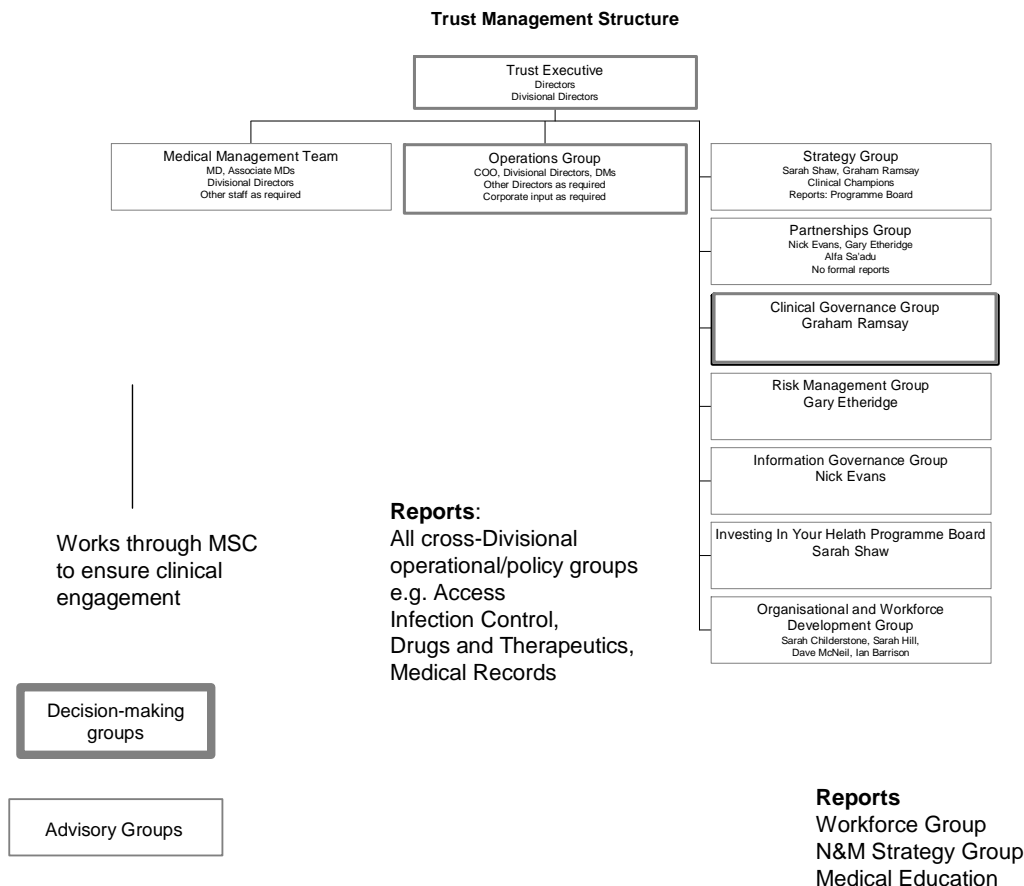 Trust Management Structure
Trust Executive
Directors
Divisional Directors
Medical Management Team
MD, Associate MDs
Divisional Directors
Other staff as required
Operations Group
COO, Divisional Directors, DMs
Other Directors as required
Corporate input as required
Strategy Group
Sarah Shaw, Graham Ramsay
Clinical Champions
Reports: Programme Board
Partnerships Group
Nick Evans, Gary Etheridge
Alfa Sa'adu
No formal reports
Clinical Governance Group
Graham Ramsay
Risk Management Group
Gary Etheridge
Information Governance Group
Nick Evans
Investing In Your Helath Programme Board
Sarah Shaw
Organisational and Workforce
Development Group
Sarah Childerstone, Sarah Hill,
Dave McNeil, Ian Barrison
Works through MSC
to ensure clinical
engagement
Reports:
All cross-Divisional
operational/policy groups
e.g. Access
Infection Control,
Drugs and Therapeutics,
Medical Records
Decision-making
groups
Advisory Groups
Reports
Workforce Group
N&M Strategy Group
Medical Education